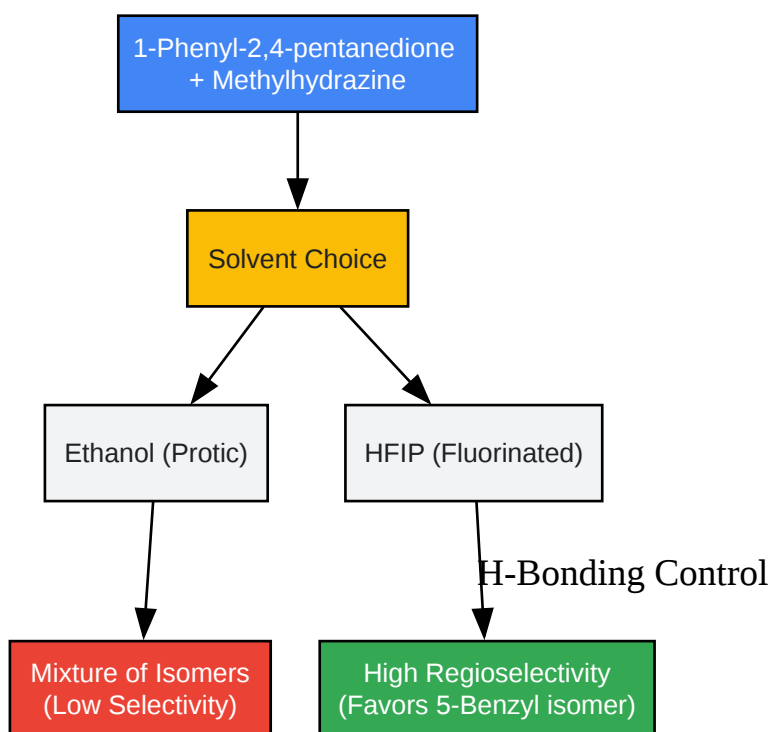 1-Phenyl-2,4-pentanedione
+ Methylhydrazine
Solvent Choice
Ethanol (Protic)
HFIP (Fluorinated)
H-Bonding Control
Mixture of Isomers
(Low Selectivity)
High Regioselectivity
(Favors 5-Benzyl isomer)